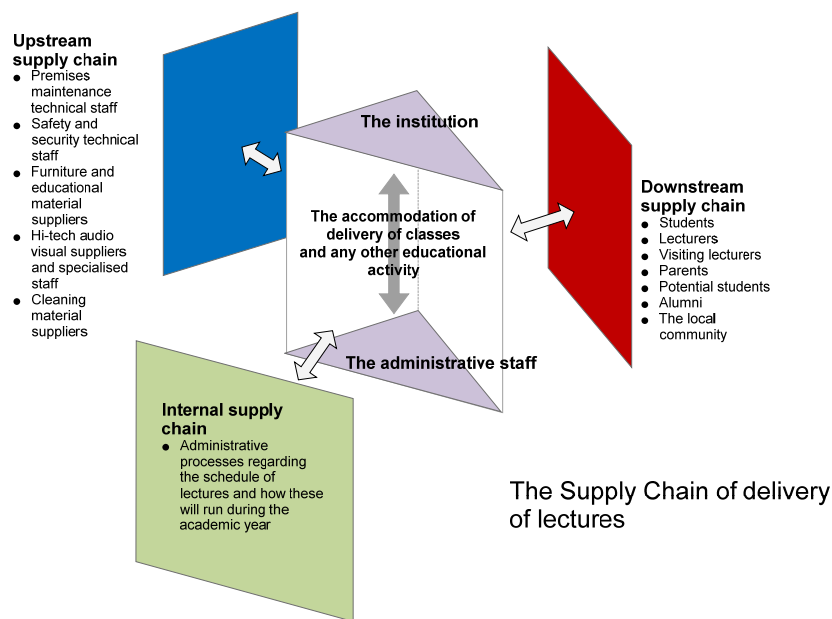 Upstream
supply chain
● Premises
maintenance
technical staff
● Safety and
security technical
staff
● Furniture and
educational
material
suppliers
● Hi-tech audio
visual suppliers
and specialised
staff
● Cleaning
material
suppliers
The institution
The accommodation of
delivery of classes
and any other educational
activity
The administrative staff
Downstream
supply chain
● Students
● Lecturers
● Visiting lecturers
● Parents
● Potential students
● Alumni
● The local
community
Internal supply
chain
● Administrative
processes regarding
the schedule of
lectures and how these
will run during the
academic year
The Supply Chain of delivery
of lectures